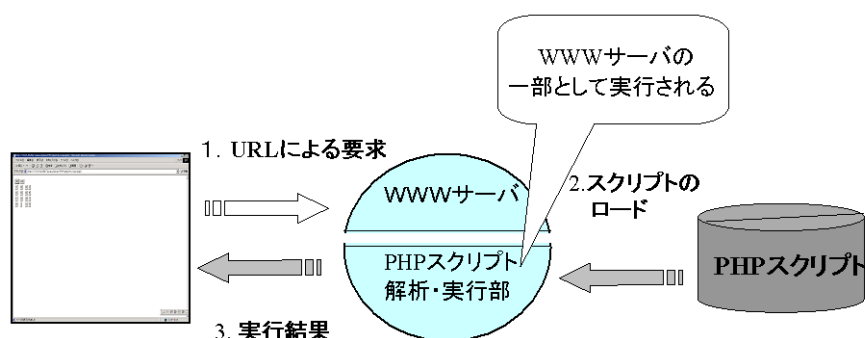 WWWサーバの
一部として実行される
1. URLによる要求
WWWサーバ
2.スクリプトの
ロード
PHPスクリプト
解析・実行部
PHPスクリプト
3. 実行結果